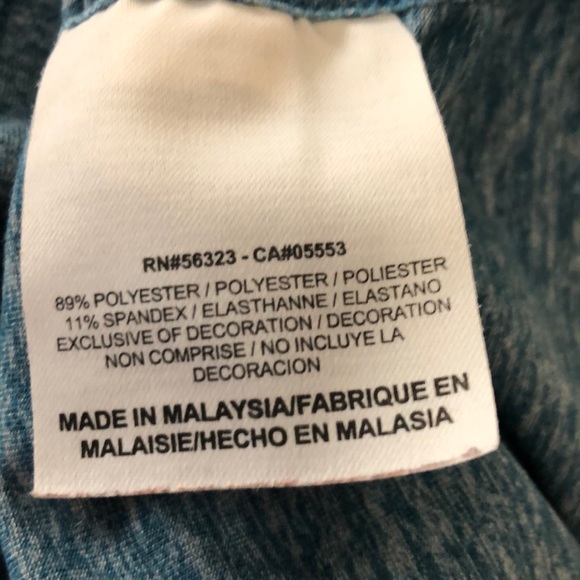 RN#56323 - CA#05553
89% POLYESTER / POLYESTER / POLIESTER
11% SPANDEX / ELASTHANNE / ELASTANO
EXCLUSIVE OF DECORATION / DECORATION
NON COMPRISE / NO INCLUYE LA
DECORACION
MADE IN MALAYSIA/FABRIQUE EN
MALAISIE/HECHO EN MALASIA